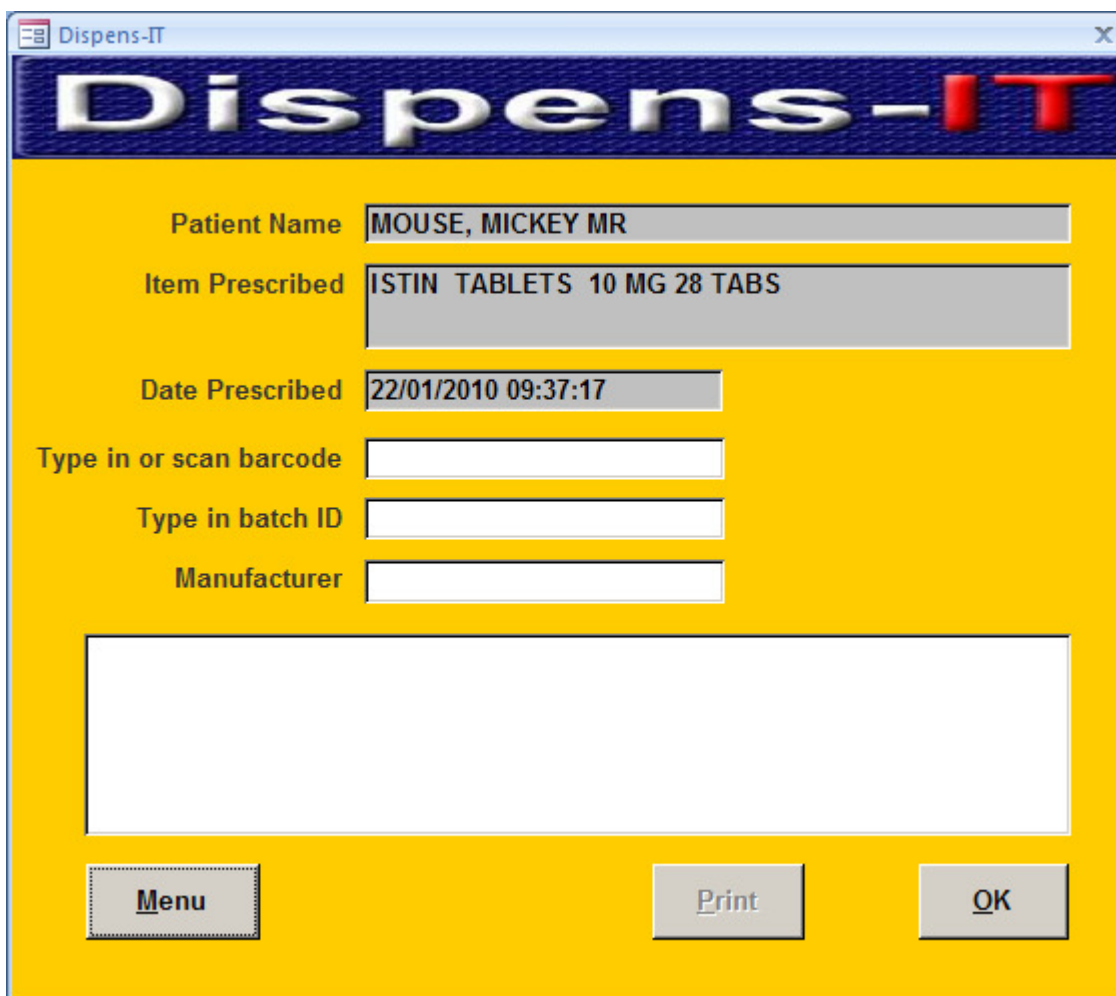 Dispens-IT
Dispens-IT
Patient Name MOUSE, MICKEY MR
Item Prescribed ISTIN  TABLETS  10 MG 28 TABS
Date Prescribed 22/01/2010 09:37:17
Type in or scan barcode
Type in batch ID
Manufacturer
Menu Print OK